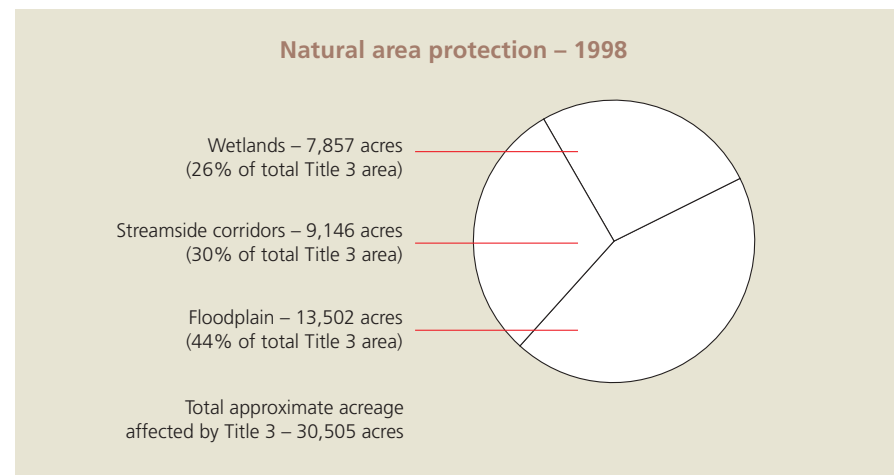 Natural area protection – 1998
Wetlands – 7,857 acres
(26% of total Title 3 area)
Streamside corridors – 9,146 acres
(30% of total Title 3 area)
Floodplain – 13,502 acres
(44% of total Title 3 area)
Total approximate acreage
affected by Title 3 – 30,505 acres